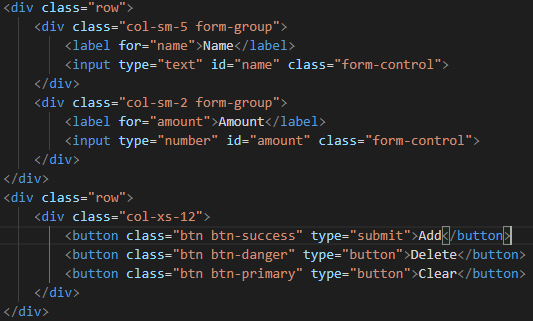 <div class="row">
    <div class="col-sm-5 form-group">
        <label for="name">Name</label>
        <input type="text" id="name" class="form-control">
    </div>
    <div class="col-sm-2 form-group">
        <label for="amount">Amount</label>
        <input type="number" id="amount" class="form-control">
    </div>
</div>
<div class="row">
    <div class="col-xs-12">
        <button class="btn btn-success" type="submit">Add</button>
        <button class="btn btn-danger" type="button">Delete</button>
        <button class="btn btn-primary" type="button">Clear</button>
    </div>
</div>